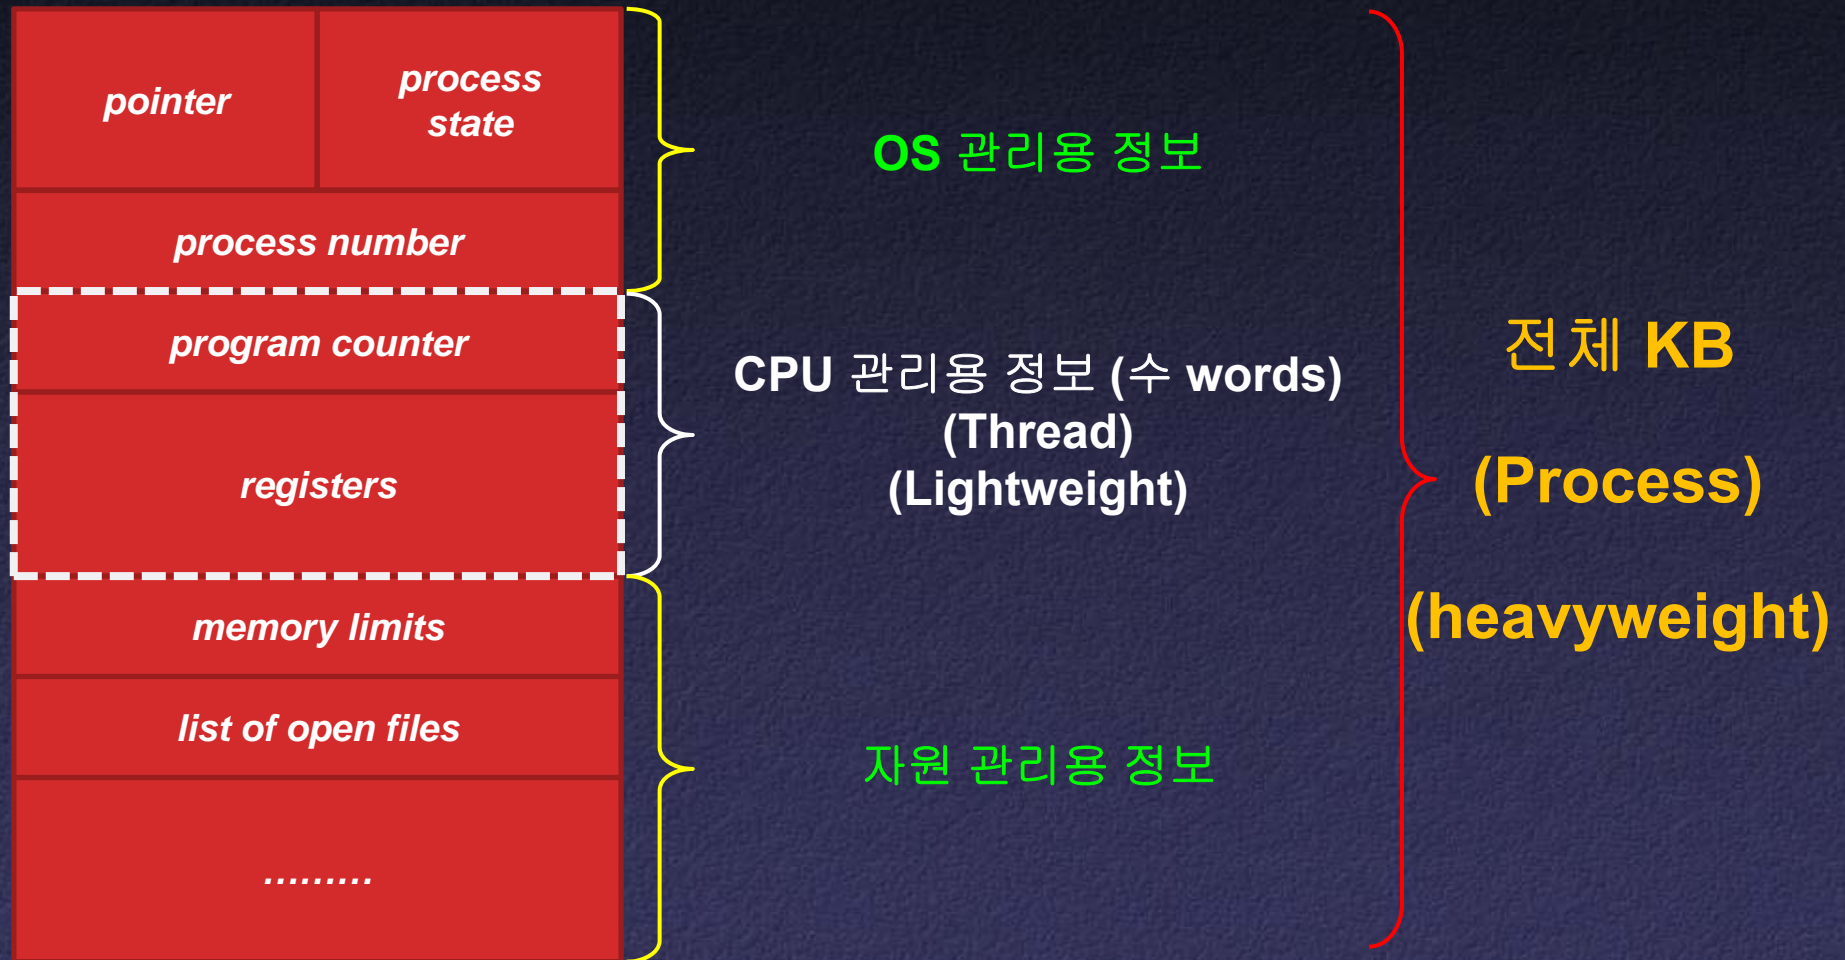 pointer
process
state
process number
program counter
registers
memory limits
list of open files
………
OS 관리용 정보
CPU 관리용 정보 (수 words)
(Thread)
(Lightweight)
자원 관리용 정보
전체 KB
(Process)
(heavyweight)